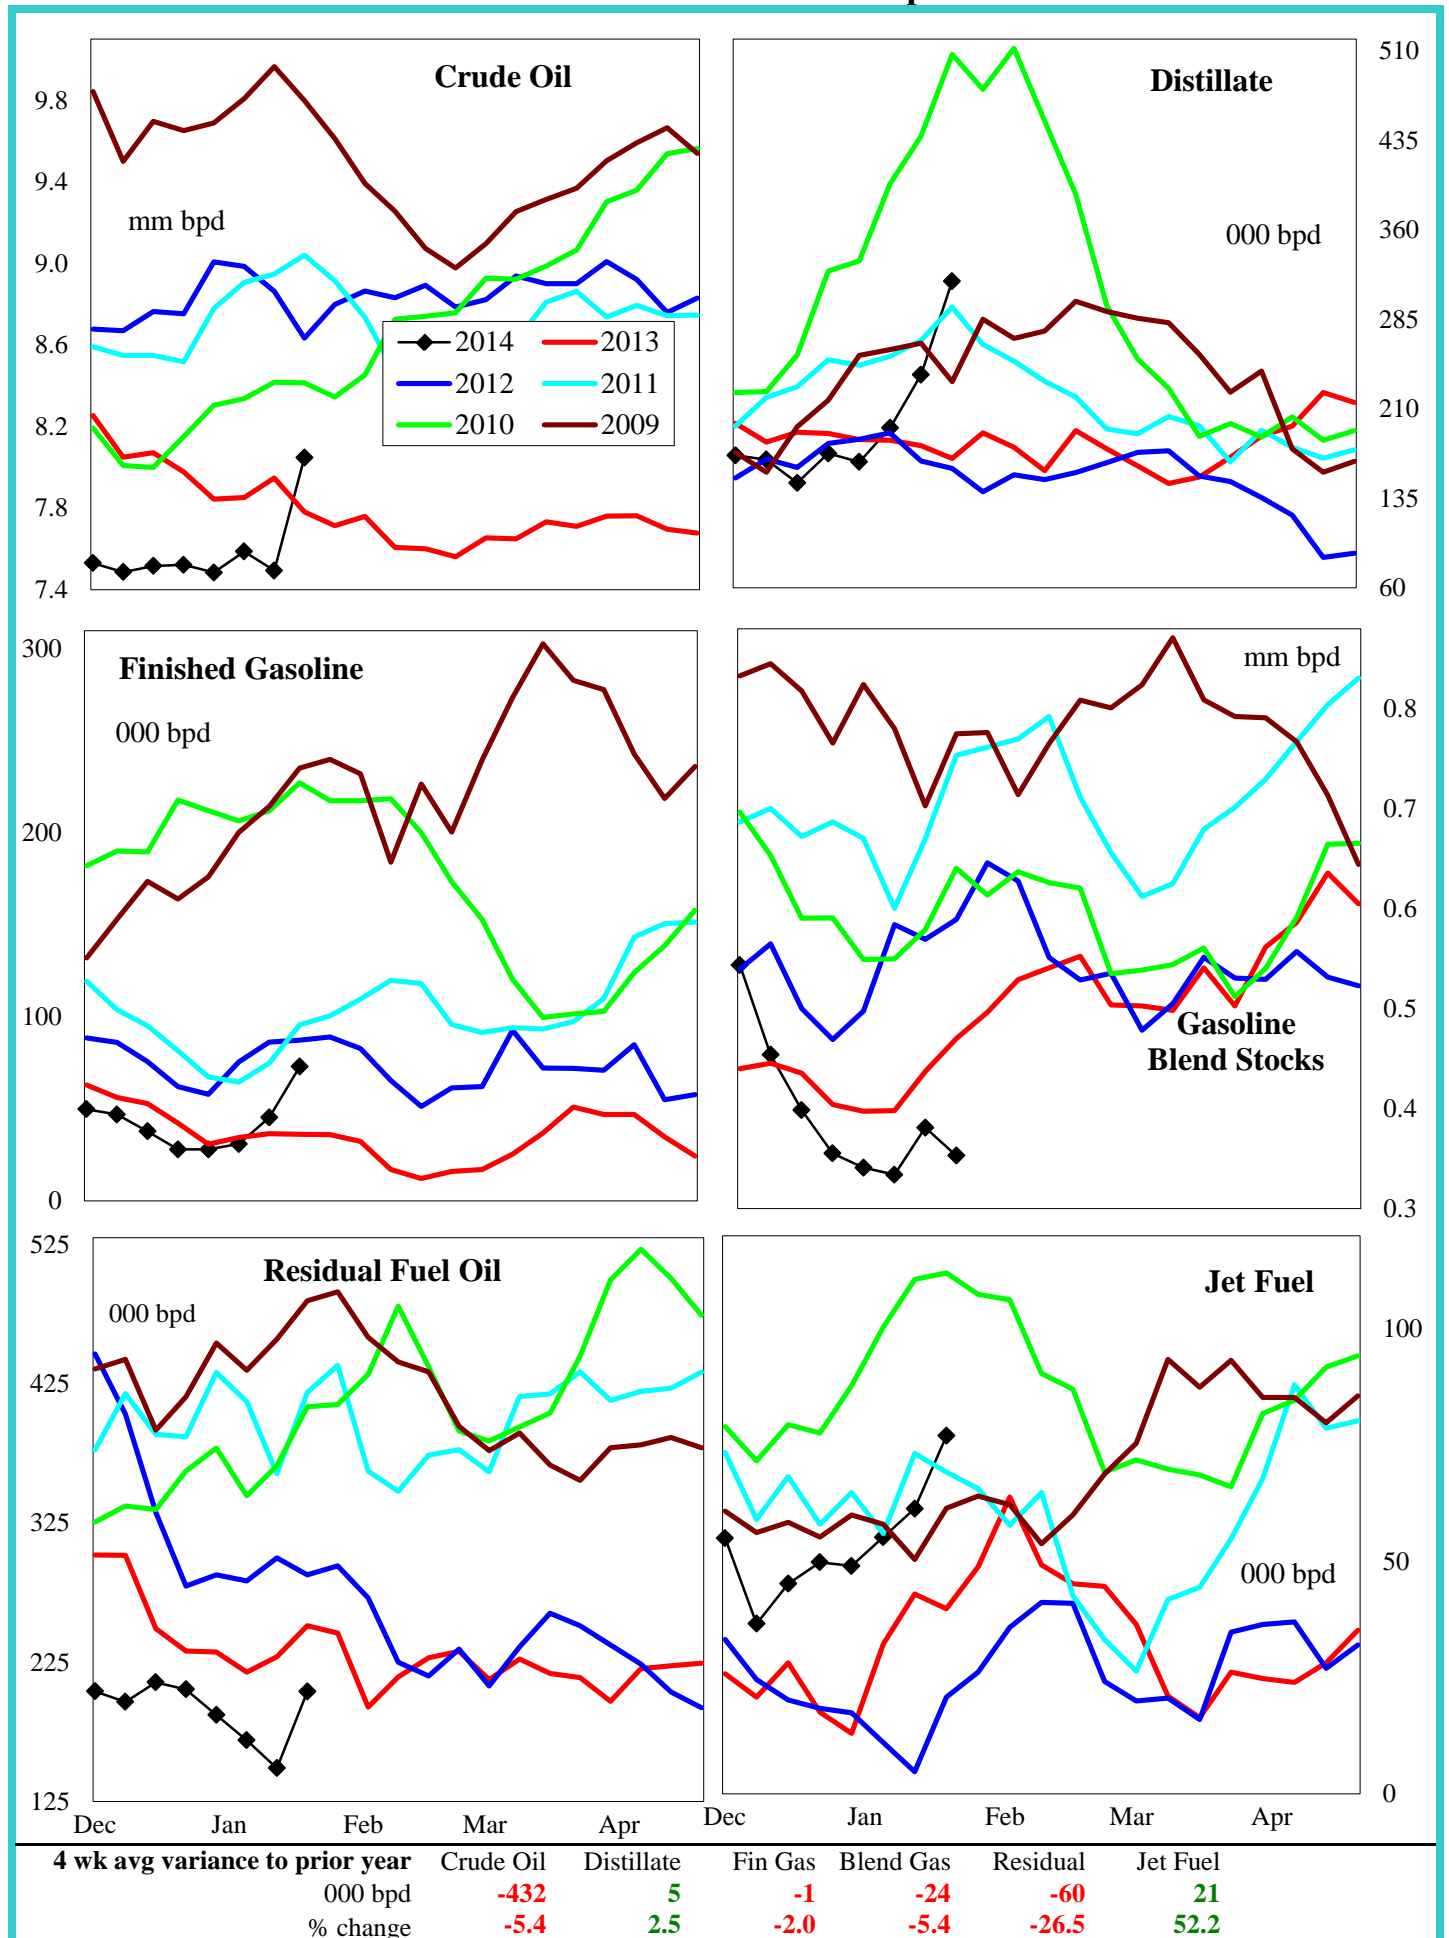 Crude Oil
mm bpd
9.8
9.4
9.0
8.6
8.2
7.8
7.4
2014 2013
2012 2011
2010 2009
Distillate
000 bpd
510
435
360
285
210
135
60
Finished Gasoline
000 bpd
300
200
100
0
mm bpd
Gasoline
Blend Stocks
0.8
0.7
0.6
0.5
0.4
0.3
Residual Fuel Oil
000 bpd
525
425
325
225
125
Dec Jan Feb Mar Apr
Jet Fuel
000 bpd
100
50
0
Dec Jan Feb Mar Apr
4 wk avg variance to prior year Crude Oil Distillate Fin Gas Blend Gas Residual Jet Fuel
000 bpd -432 5 -1 -24 -60 21
% change -5.4 2.5 -2.0 -5.4 -26.5 52.2